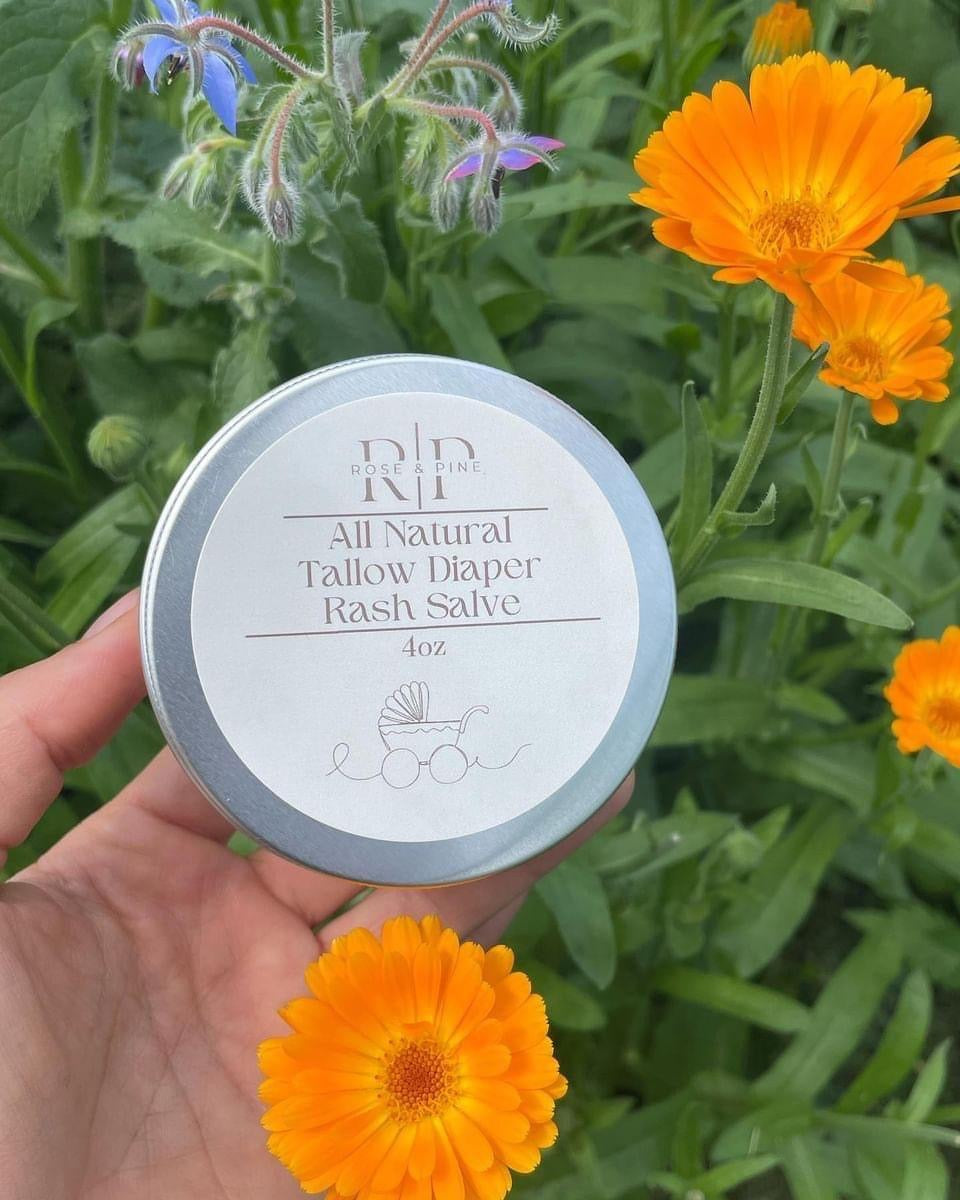 R|P
ROSE & PINE
All Natural
Tallow Diaper
Rash Salve
4oz